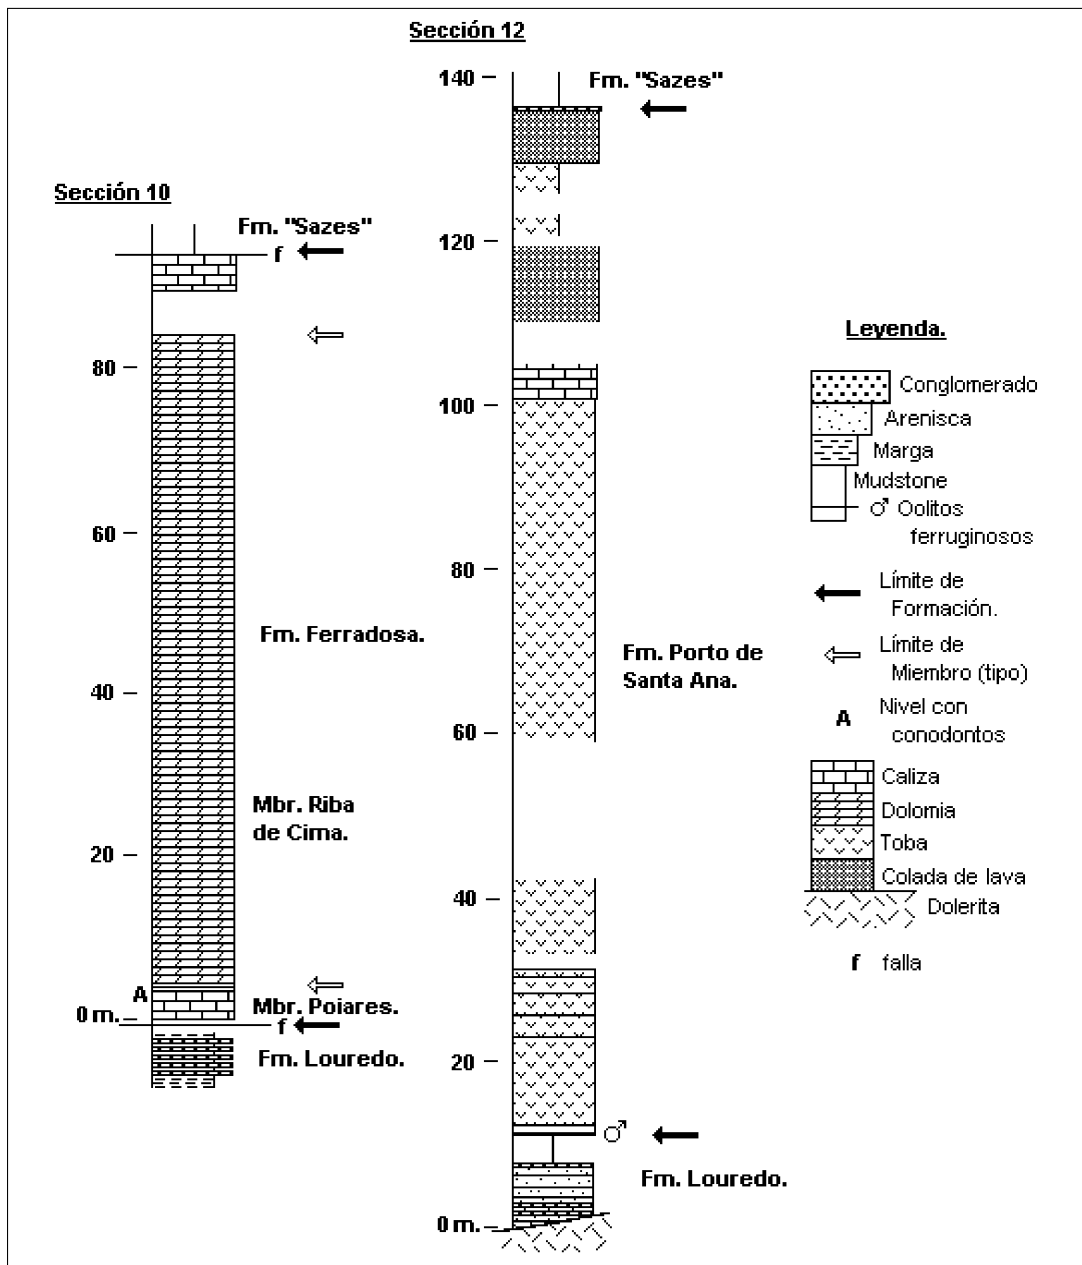 Sección 10
Fm. "Sazes"
f
80
60
Fm. Ferradosa.
40
Mbr. Riba
de Cima.
20
A
Mbr. Poiares.
0 m.
f
Fm. Louredo.
Sección 12
140
Fm. "Sazes"
120
100
80
Fm. Porto de
Santa Ana.
60
40
20
♂
Fm. Louredo.
0 m.
Leyenda.
Conglomerado
Arenisca
Marga
Mudstone
♂ Oolitos
ferruginosos
Límite de
Formación.
Límite de
Miembro (tipo)
A Nivel con
conodontos
Caliza
Dolomia
Toba
Colada de lava
Dolerita
f falla